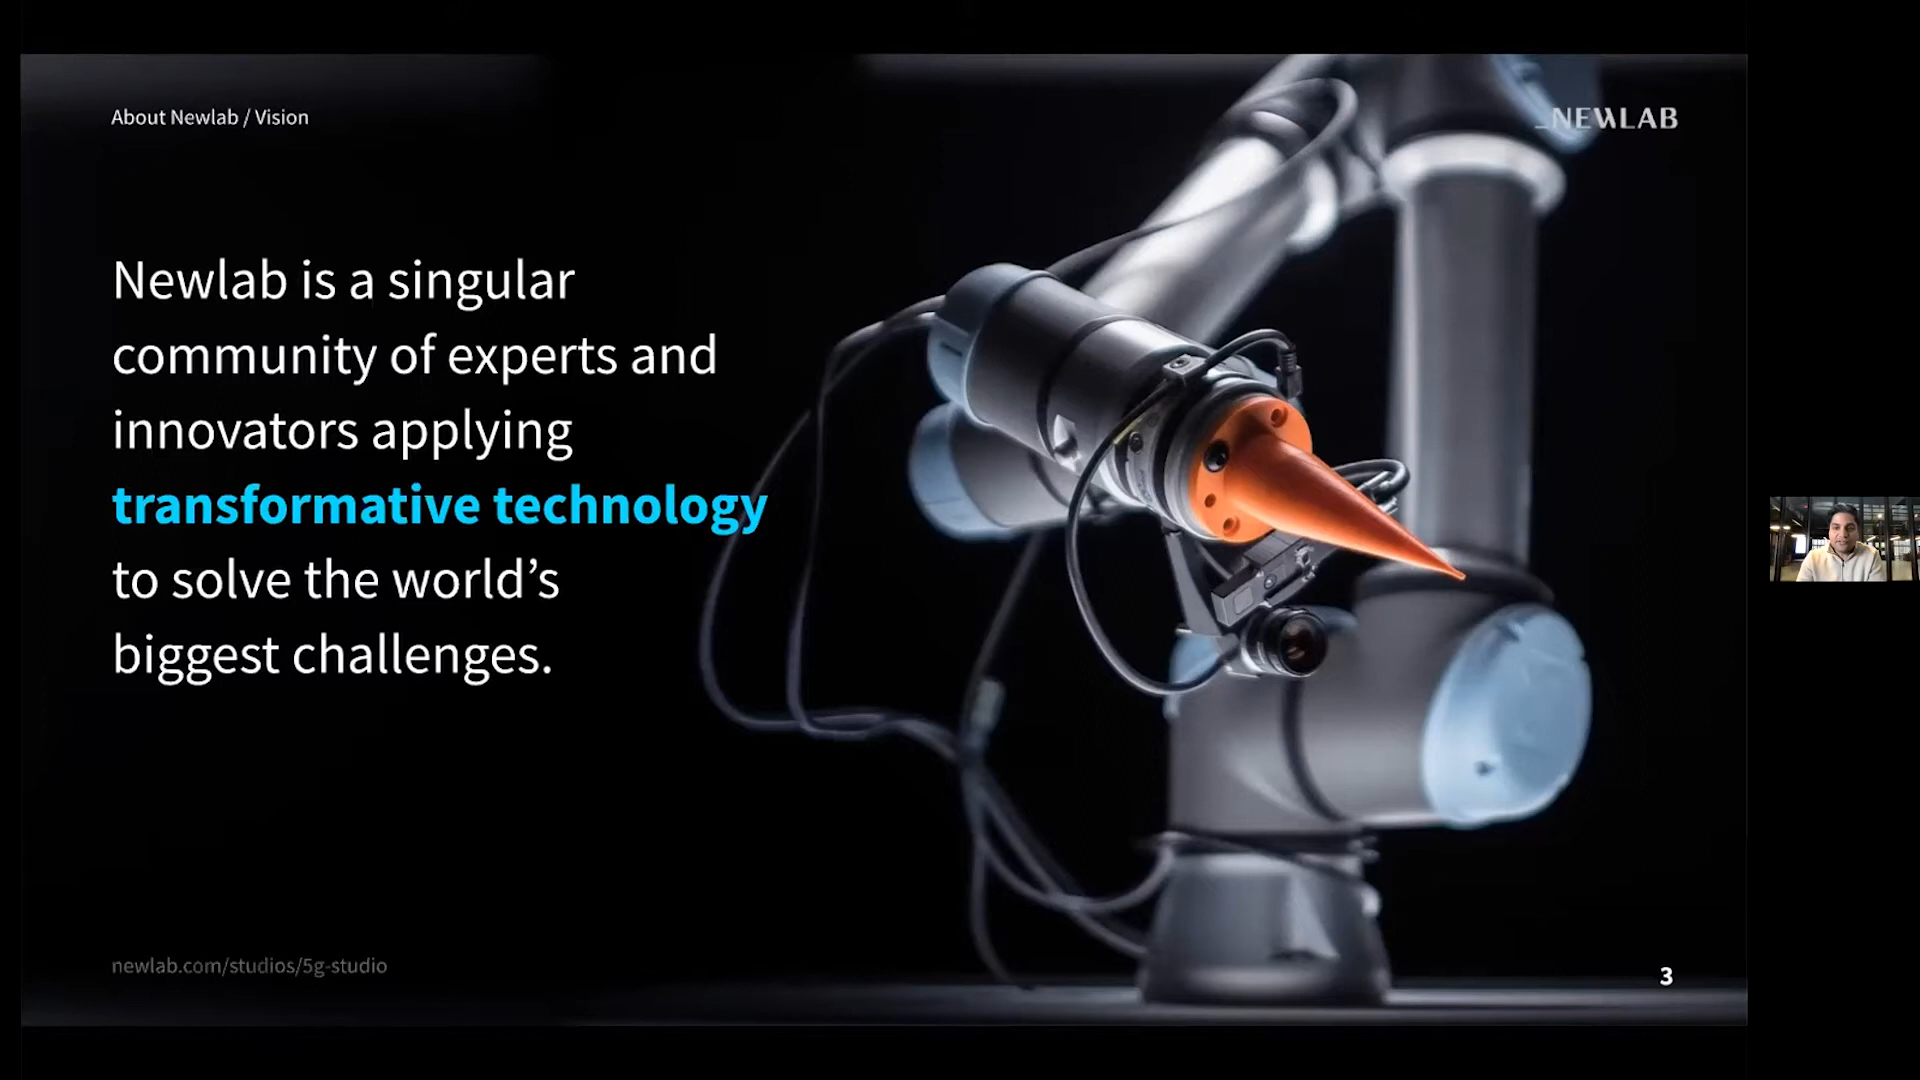 About Newlab / Vision
_NEWLAB
Newlab is a singular
community of experts and
innovators applying
transformative technology
to solve the world’s
biggest challenges.
newlab.com/studios/5g-studio
3